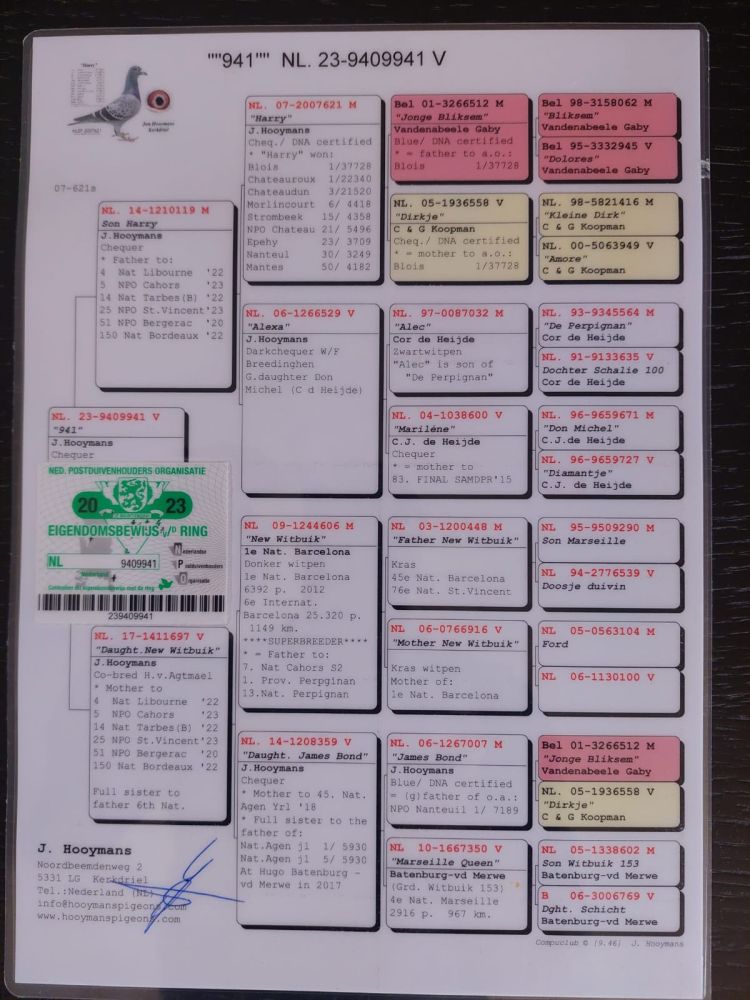 ""941"" NL. 23-9409941 V
"Harry"
Jan Hooymans
Kerkdriel
07-621s
NL. 23-9409941 V
"941"
J.Hooymans
Chequer
NED. POSTDUIVENHOUDERS ORGANISATIE
20 23
EIGENDOMSBEWIJS V/D RING
NL 9409941
Nederland
Nederlandse
Postduivenhouders
Organisatie
239409941
NL. 14-1210119 M
Son Harry
J.Hooymans
Chequer
* Father to:
4 Nat Libourne '22
5 NPO Cahors '23
14 Nat Tarbes(B) '22
25 NPO St.Vincent'23
51 NPO Bergerac '20
150 Nat Bordeaux '22
NL. 17-1411697 V
"Daught.New Witbuik"
J.Hooymans
Co-bred H.v.Agtmael
* Mother to
4 Nat Libourne '22
5 NPO Cahors '23
14 Nat Tarbes(B) '22
25 NPO St.Vincent'23
51 NPO Bergerac '20
150 Nat Bordeaux '22
Full sister to
father 6th Nat.
NL. 07-2007621 M
"Harry"
J.Hooymans
Cheq./ DNA certified
* "Harry" won:
Blois 1/37728
Chateauroux 1/22340
Chateaudun 3/21520
Morlincourt 6/ 4418
Strombeek 15/ 4358
NPO Chateau 21/ 5496
Epehy 23/ 3709
Nanteul 30/ 3249
Mantes 50/ 4182
NL. 06-1266529 V
"Alexa"
J.Hooymans
Darkchequer W/F
Breedinghen
G.daughter Don
Michel (C d Heijde)
NL 09-1244606 M
"New Witbuik"
1e Nat. Barcelona
Donker witpen
1e Nat. Barcelona
6392 p. 2012
6e Internat.
Barcelona 25.320 p.
1149 km.
****SUPERBREEDER****
* = Father to:
7. Nat Cahors S2
1. Prov. Perpginan
13.Nat. Perpignan
NL. 14-1208359 V
"Daught. James Bond"
J.Hooymans
Chequer
* Mother to 45. Nat.
Agen Yrl '18
* Full sister to the
father of:
Nat.Agen jl 1/ 5930
Nat.Agen jl 5/ 5930
At Hugo Batenburg -
vd Merwe in 2017
Bel 01-3266512 M
"Jonge Bliksem"
Vandenabeele Gaby
Blue/ DNA certified
* = father to a.o.:
Blois 1/37728
NL. 05-1936558 V
"Dirkje"
C & G Koopman
Cheq./ DNA certified
* = mother to a.o.:
Blois 1/37728
NL. 97-0087032 M
"Alec"
Cor de Heijde
Zwartwitpen
"Alec" is son of
"De Perpignan"
NL. 04-1038600 V
"Marilène"
C.J. de Heijde
Chequer
* = mother to
83. FINAL SAMDPR'15
NL 03-1200448 M
"Father New Witbuik"
Kras
45e Nat. Barcelona
76e Nat. St.Vincent
NL 06-0766916 V
"Mother New Witbuik"
Kras witpen
Mother of:
1e Nat. Barcelona
NL. 06-1267007 M
"James Bond"
J.Hooymans
Blue/ DNA certified
= (g)father of o.a.:
NPO Nanteuil 1/ 7189
NL 10-1667350 V
"Marseille Queen"
Batenburg-vd Merwe
(Grd. Witbuik 153)
4e Nat. Marseille
2916 p. 967 km.
Bel 98-3158062 M
"Bliksem"
Vandenabeele Gaby
Bel 95-3332945 V
"Dolores"
Vandenabeele Gaby
NL. 98-5821416 M
"Kleine Dirk"
C & G Koopman
NL. 00-5063949 V
"Amore"
C & G Koopman
NL. 93-9345564 M
"De Perpignan"
Cor de Heijde
NL. 91-9133635 V
Dochter Schalie 100
Cor de Heijde
NL. 96-9659671 M
"Don Michel"
C.J.de Heijde
NL. 96-9659727 V
"Diamantje"
C.J. de Heijde
NL 95-9509290 M
Son Marseille
NL. 94-2776539 V
Doosje duivin
NL 05-0563104 M
Ford
NL. 06-1130100 V
Bel 01-3266512 M
"Jonge Bliksem"
Vandenabeele Gaby
NL. 05-1936558 V
"Dirkje"
C & G Koopman
NL 05-1338602 M
Son Witbuik 153
Batenburg-vd Merwe
B 06-3006769 V
Dght. Schicht
Batenburg-vd Merwe
J. Hooymans
Noordbeemdenweg 2
5331 LG Kerkdriel
Tel.:Nederland (NL)
info@hooymanspigeons.com
www.hooymanspigeons.com
Compuclub © (9.46) J. Hooymans